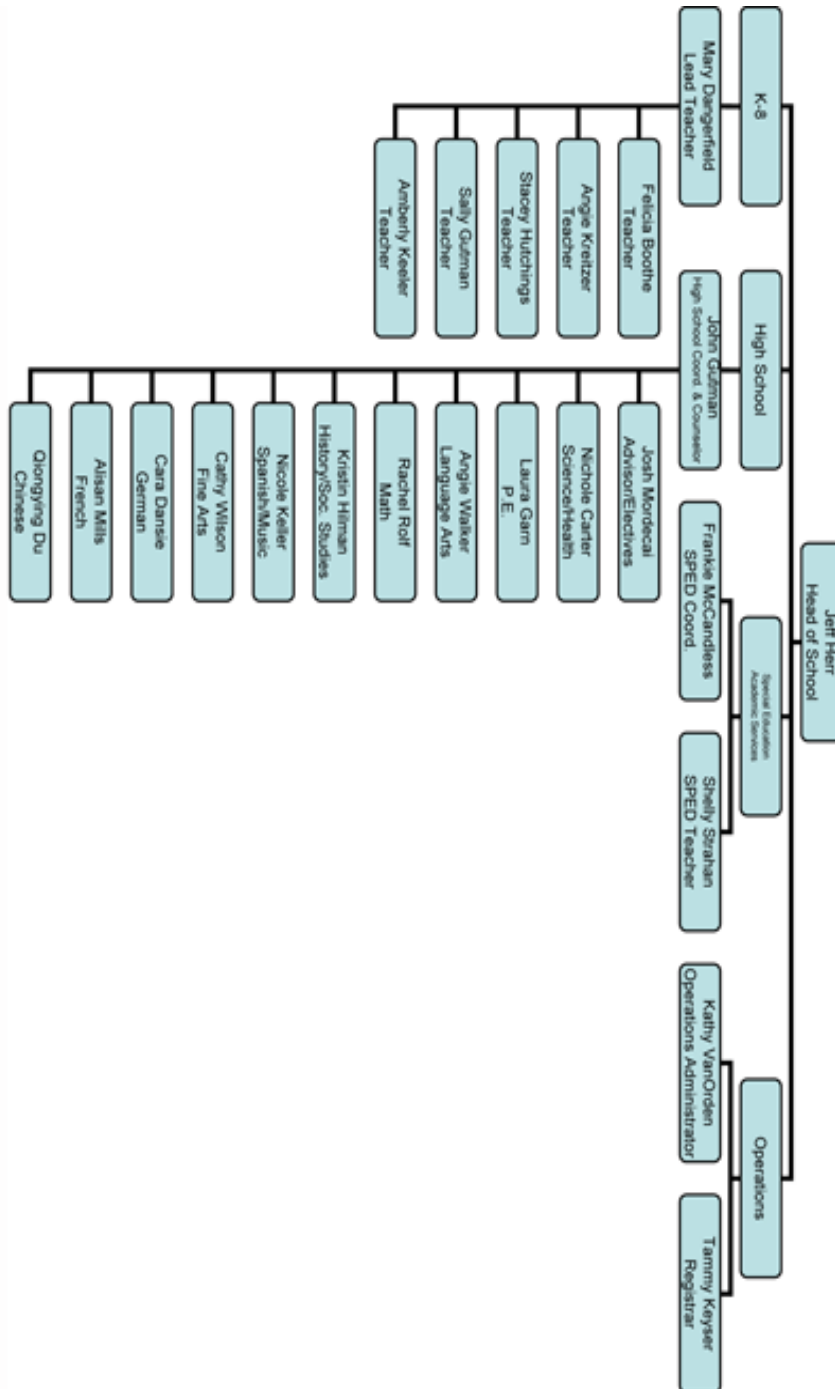 Jeff Herr
Head of School
K-8
Mary Dangerfield
Lead Teacher
Felicia Boothe
Teacher
Angie Kreitzer
Teacher
Stacey Hutchings
Teacher
Sally Gutman
Teacher
Amberly Keeler
Teacher
High School
John Gutman
High School Coord. & Counselor
Josh Mordecai
Advisor/Electives
Nichole Carter
Science/Health
Laura Garn
P.E.
Angie Walker
Language Arts
Rachel Rolf
Math
Kristin Hilman
History/Soc. Studies
Nicole Keller
Spanish/Music
Cathy Wilson
Fine Arts
Cara Dansie
German
Alisan Mills
French
Qiongying Du
Chinese
Special Education
Academic Services
Frankie McCandless
SPED Coord.
Shelly Strahan
SPED Teacher
Operations
Kathy VanOrden
Operations Administrator
Tammy Keyser
Registrar